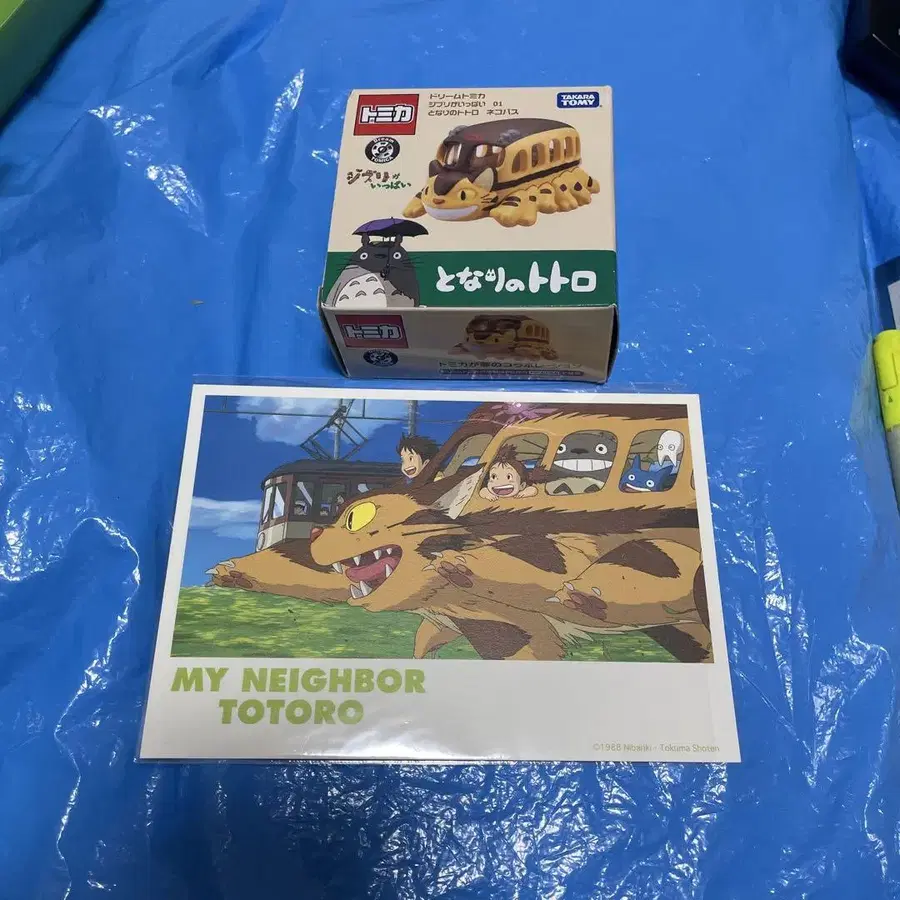 トミカ
ドリームトミカ
ジブリがいっぱい 01
となりのトトロ ネコバス
TAKARA
TOMY
Dream
TOMICA
ジブリが
いっぱい
となりのトトロ
トミカ
MY NEIGHBOR
TOTORO
©1988 Nibariki · Tokuma Shoten